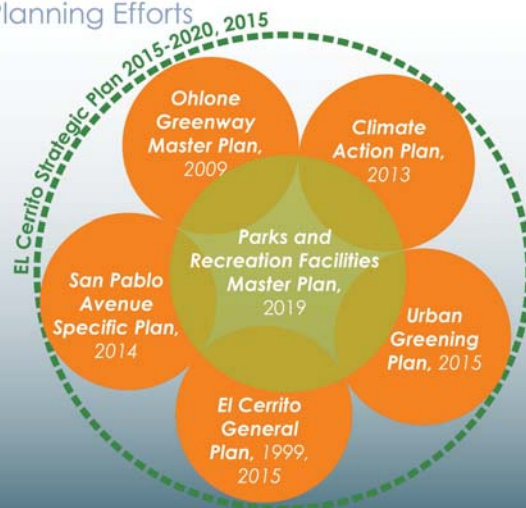 Planning Efforts
EL Cerrito Strategic Plan 2015-2020, 2015
Ohlone
Greenway
Master Plan,
2009
Climate
Action Plan,
2013
Parks and
Recreation Facilities
Master Plan,
2019
San Pablo
Avenue
Specific Plan,
2014
Urban
Greening
Plan, 2015
El Cerrito
General
Plan, 1999,
2015